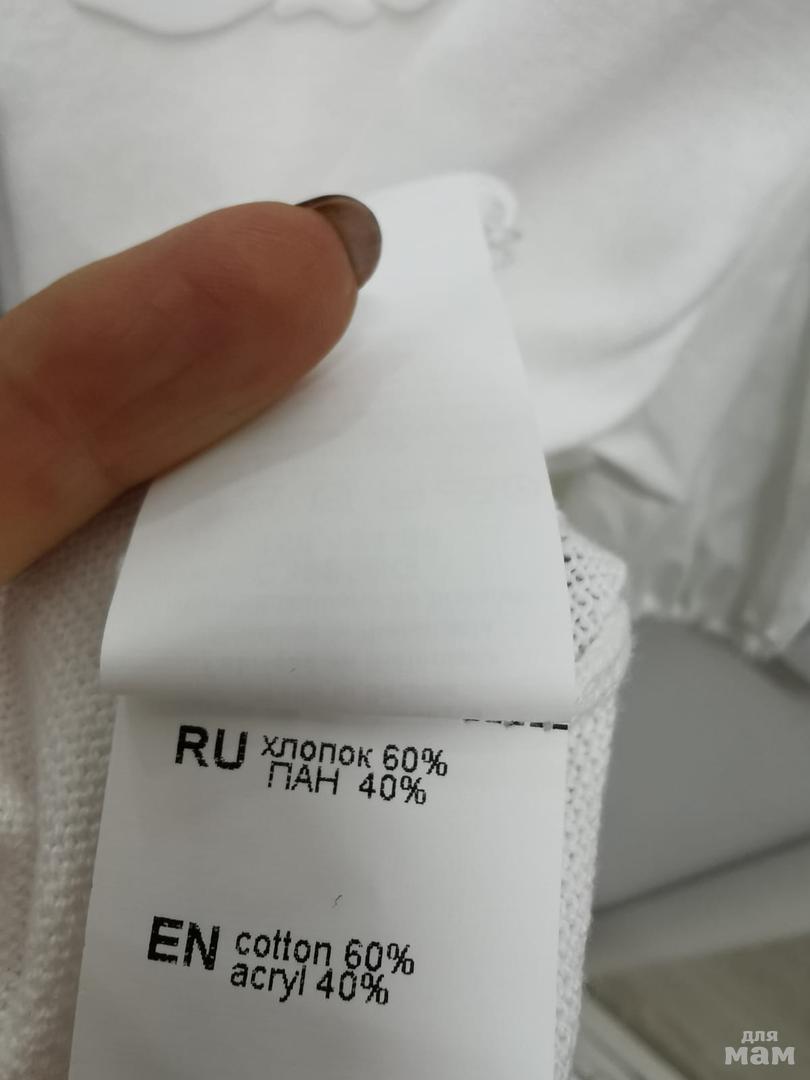 RU хлопок 60%
ПАН 40%
EN cotton 60%
acryl 40%
для
мам